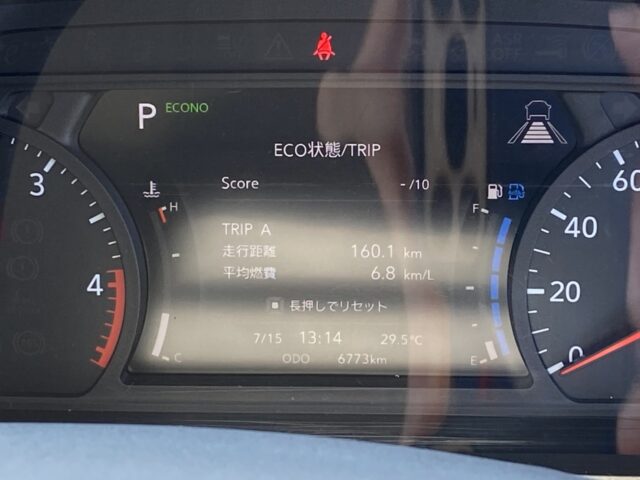 P ECONO
ECO状態/TRIP
Score -/10
H
F
TRIP A
走行距離 160.1 km
平均燃費 6.8 km/L
長押しでリセット
7/15 13:14 29.5℃
ODO 6773km
C
E
3
4
60
40
20
0
ASR
OFF